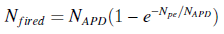 N_{fired} = N_{APD}(1 − e^{−N_{pe}/N_{APD}})